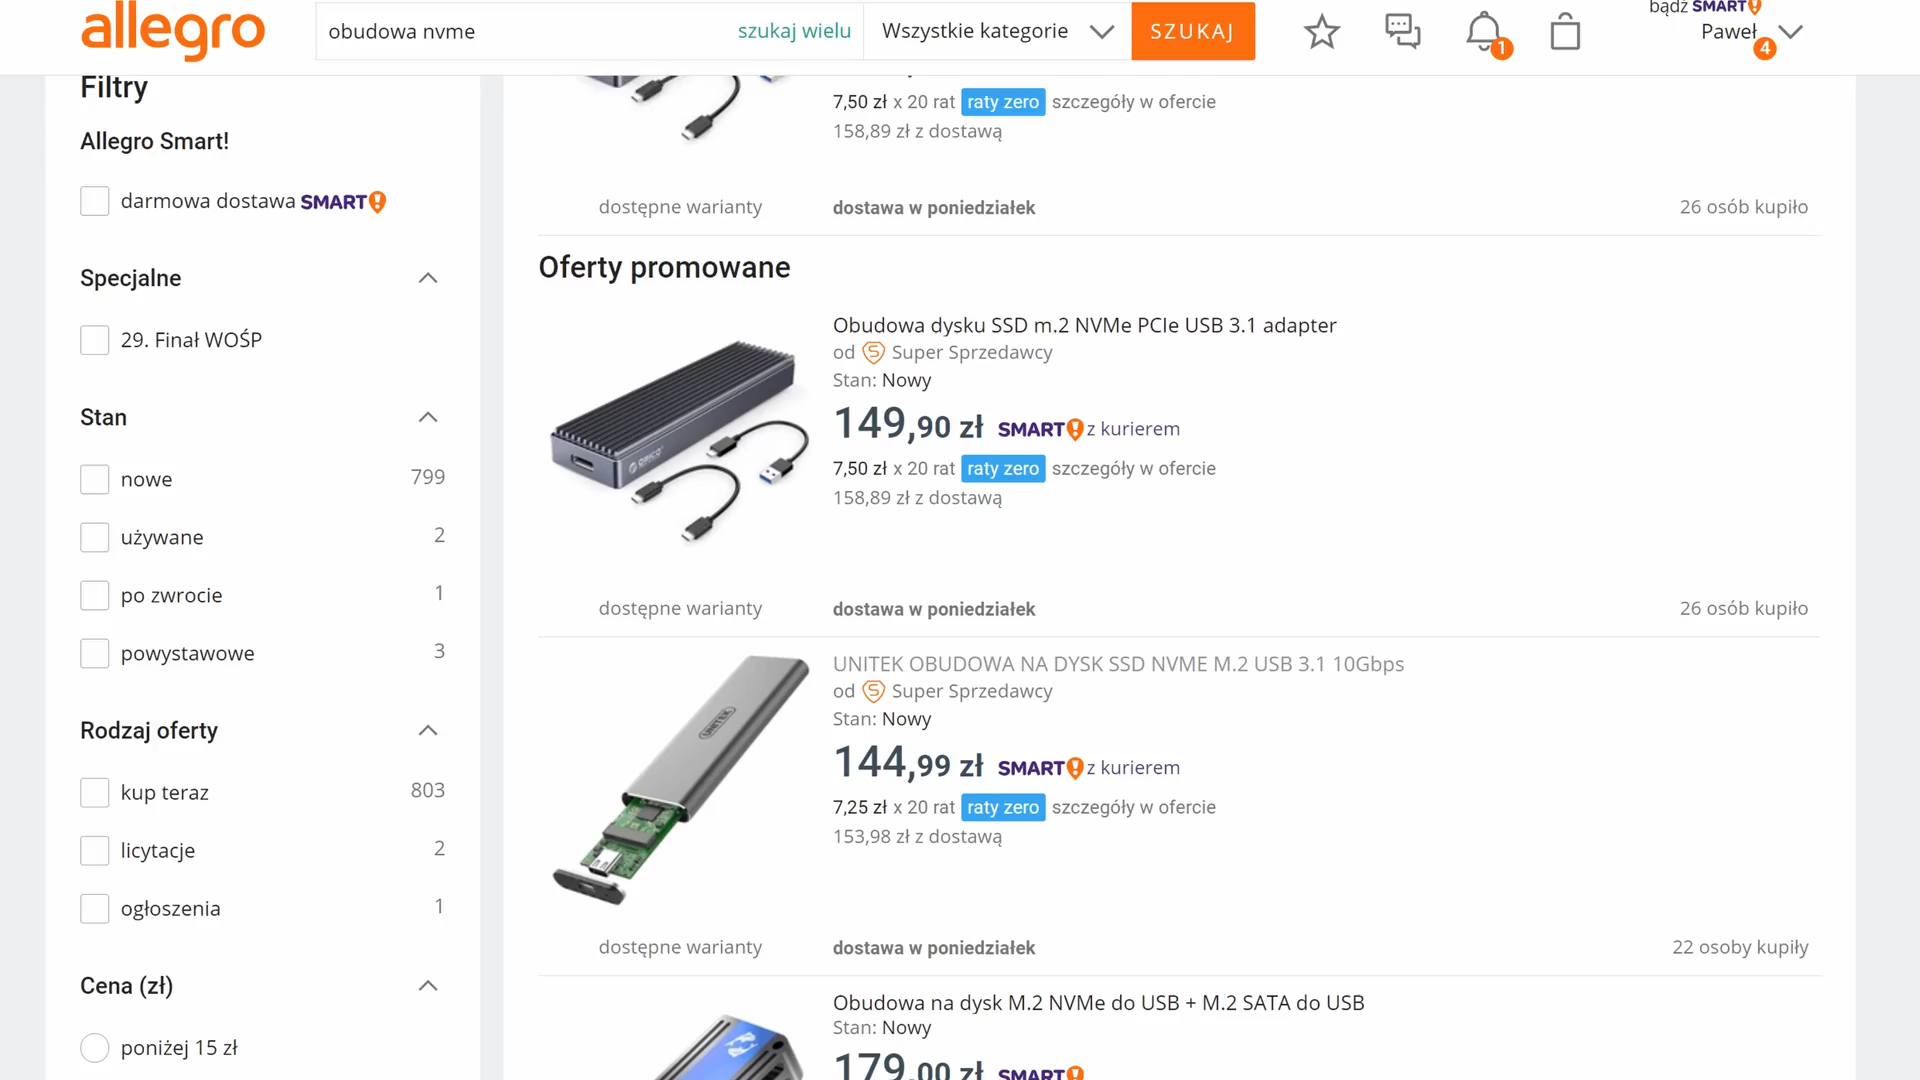 allegro
obudowa nvme
szukaj wielu
Wszystkie kategorie
SZUKAJ
1
bądź SMART!
Paweł
4
Filtry
Allegro Smart!
darmowa dostawa SMART!
Specjalne
29. Finał WOŚP
Stan
nowe 799
używane 2
po zwrocie 1
powystawowe 3
Rodzaj oferty
kup teraz 803
licytacje 2
ogłoszenia 1
Cena (zł)
poniżej 15 zł
7,50 zł x 20 rat raty zero szczegóły w ofercie
158,89 zł z dostawą
dostępne warianty
dostawa w poniedziałek
26 osób kupiło
Oferty promowane
Obudowa dysku SSD m.2 NVMe PCIe USB 3.1 adapter
od Super Sprzedawcy
Stan: Nowy
149,90 zł SMART! z kurierem
7,50 zł x 20 rat raty zero szczegóły w ofercie
158,89 zł z dostawą
ORICO
dostępne warianty
dostawa w poniedziałek
26 osób kupiło
UNITEK OBUDOWA NA DYSK SSD NVME M.2 USB 3.1 10Gbps
od Super Sprzedawcy
Stan: Nowy
144,99 zł SMART! z kurierem
7,25 zł x 20 rat raty zero szczegóły w ofercie
153,98 zł z dostawą
UNITEK
dostępne warianty
dostawa w poniedziałek
22 osoby kupiły
Obudowa na dysk M.2 NVMe do USB + M.2 SATA do USB
Stan: Nowy
179,00 zł SMART!